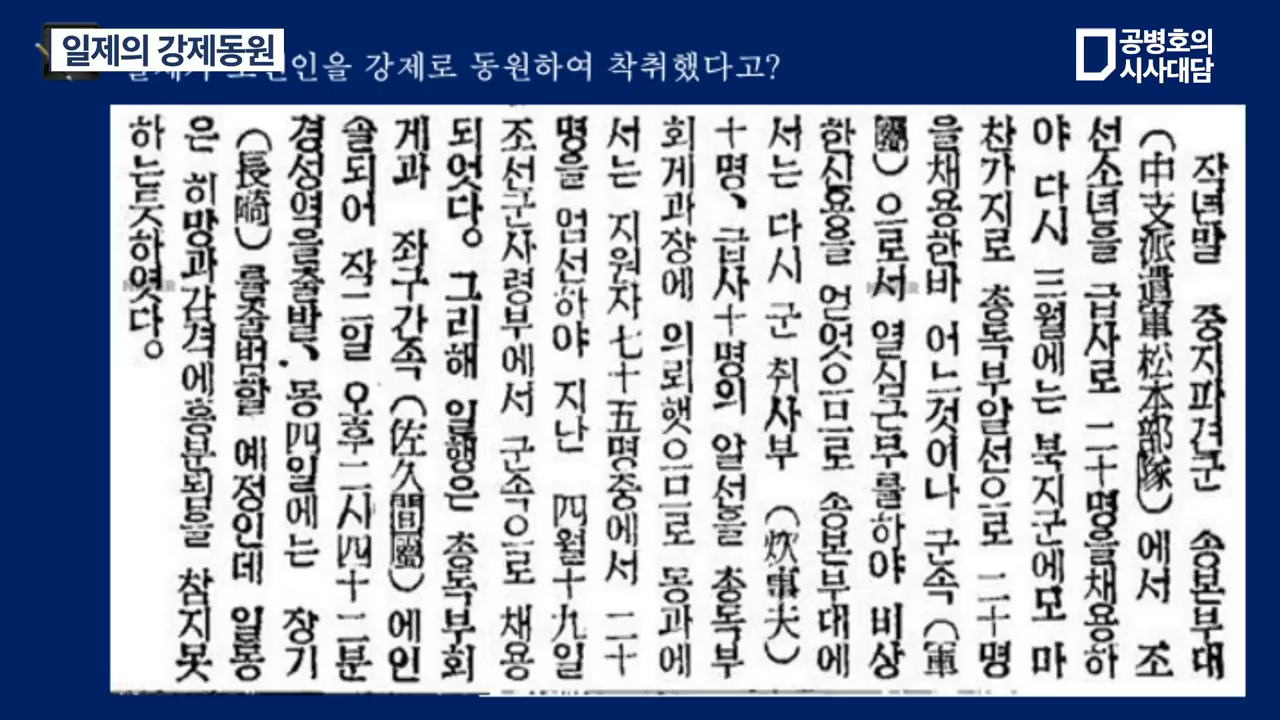 일제의 강제동원
인을 강제로 동원하여 착취했다고?
공병호의
시사대담
작년말 중지파견군 송본부대
(中支派遣軍松本部隊)에서 조
선소년을 급사로 二十명을채용하
야 다시 三월에는 북지군에도 마
찬가지로 총독부알선으로 二十명
을채용한바 어느것여나 군속(軍
屬)으로서 열심근무를하야 비상
한신용을 얻엇으므로 송본부대에
서는 다시 군 취사부 (炊事夫)
十명、급사十명의 알선을 총독부
회계과장에 의뢰햇으므로 동과에
서는 지원자 七十五명중에서 二十
명을 엄선하야 지난 四월十九일
조선군사령부에서 군속으로 채용
되엇다。그리해 일행은 총독부회
게과 좌구간속(佐久間屬)에인
솔되어 작二일 오후二시四十二분
경성역을출발、동四일에는 장기
(長崎)를출범할 예정인데 일동
은 히망과감격에흥분됨을 참지못
하는듯하엿다。